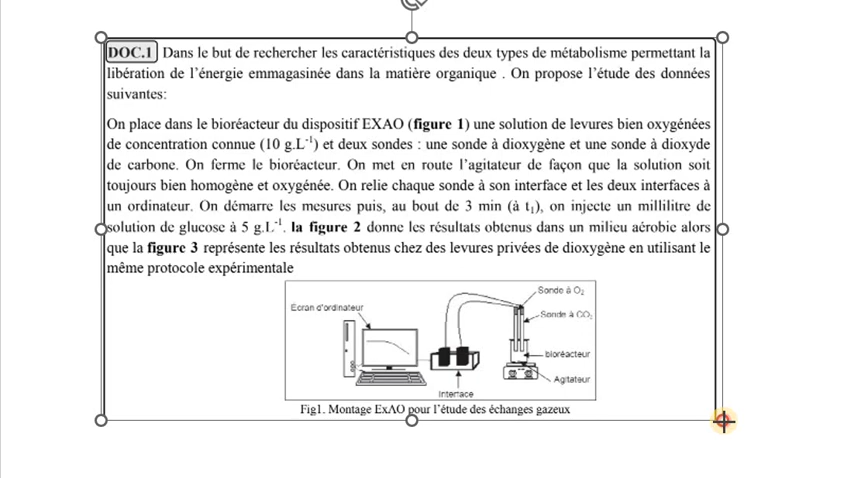 DOC.1 Dans le but de rechercher les caractéristiques des deux types de métabolisme permettant la
libération de l'énergie emmagasinée dans la matière organique . On propose l'étude des données
suivantes:
On place dans le bioréacteur du dispositif EXAO (figure 1) une solution de levures bien oxygénées
de concentration connue (10 g.L⁻¹) et deux sondes : une sonde à dioxygène et une sonde à dioxyde
de carbone. On ferme le bioréacteur. On met en route l'agitateur de façon que la solution soit
toujours bien homogène et oxygénée. On relie chaque sonde à son interface et les deux interfaces à
un ordinateur. On démarre les mesures puis, au bout de 3 min (à t₁), on injecte un millilitre de
solution de glucose à 5 g.L⁻¹. la figure 2 donne les résultats obtenus dans un milieu aérobic alors
que la figure 3 représente les résultats obtenus chez des levures privées de dioxygène en utilisant le
même protocole expérimentale
Sonde à O₂
Écran d'ordinateur
Sonde à CO₂
bioréacteur
Agitateur
Interface
Fig1. Montage ExAO pour l'étude des échanges gazeux